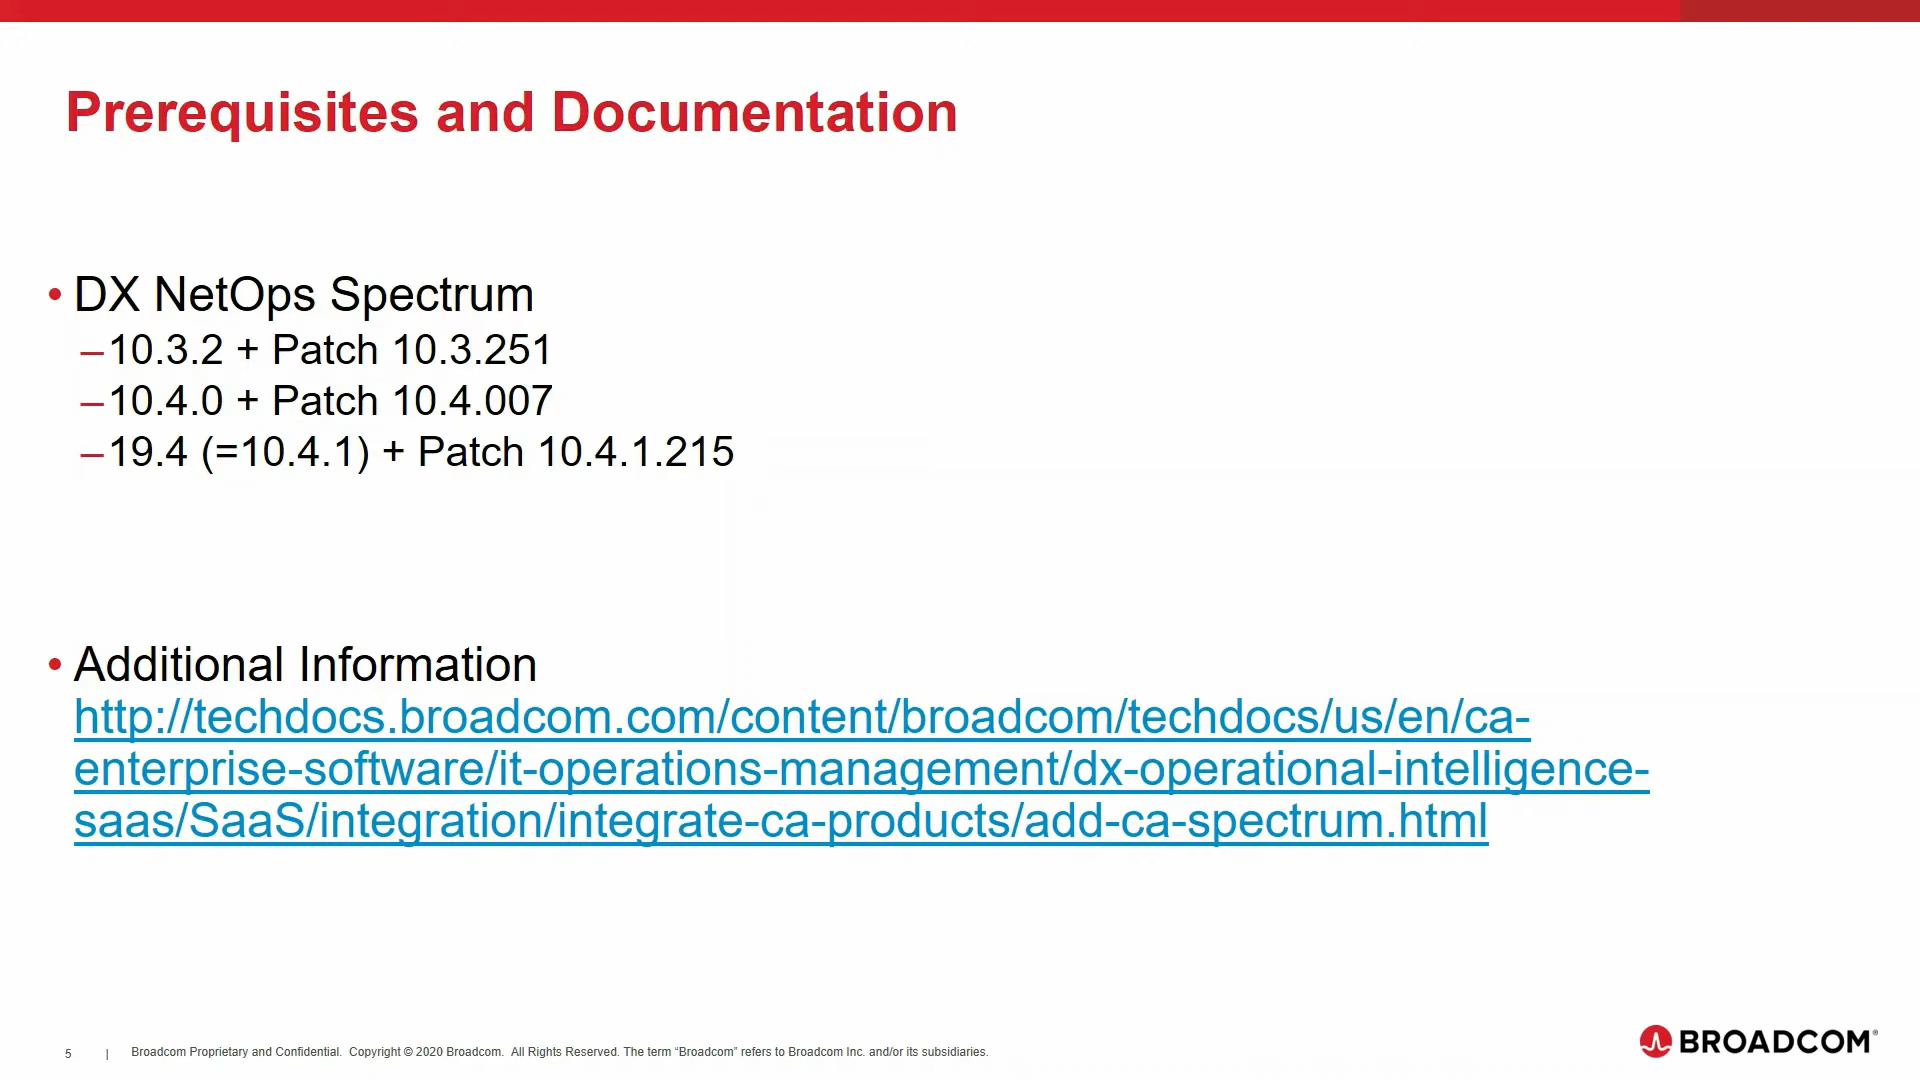 Prerequisites and Documentation
• DX NetOps Spectrum
–10.3.2 + Patch 10.3.251
–10.4.0 + Patch 10.4.007
–19.4 (=10.4.1) + Patch 10.4.1.215
• Additional Information
http://techdocs.broadcom.com/content/broadcom/techdocs/us/en/ca-
enterprise-software/it-operations-management/dx-operational-intelligence-
saas/SaaS/integration/integrate-ca-products/add-ca-spectrum.html
5 | Broadcom Proprietary and Confidential. Copyright © 2020 Broadcom. All Rights Reserved. The term “Broadcom” refers to Broadcom Inc. and/or its subsidiaries.
BROADCOM®